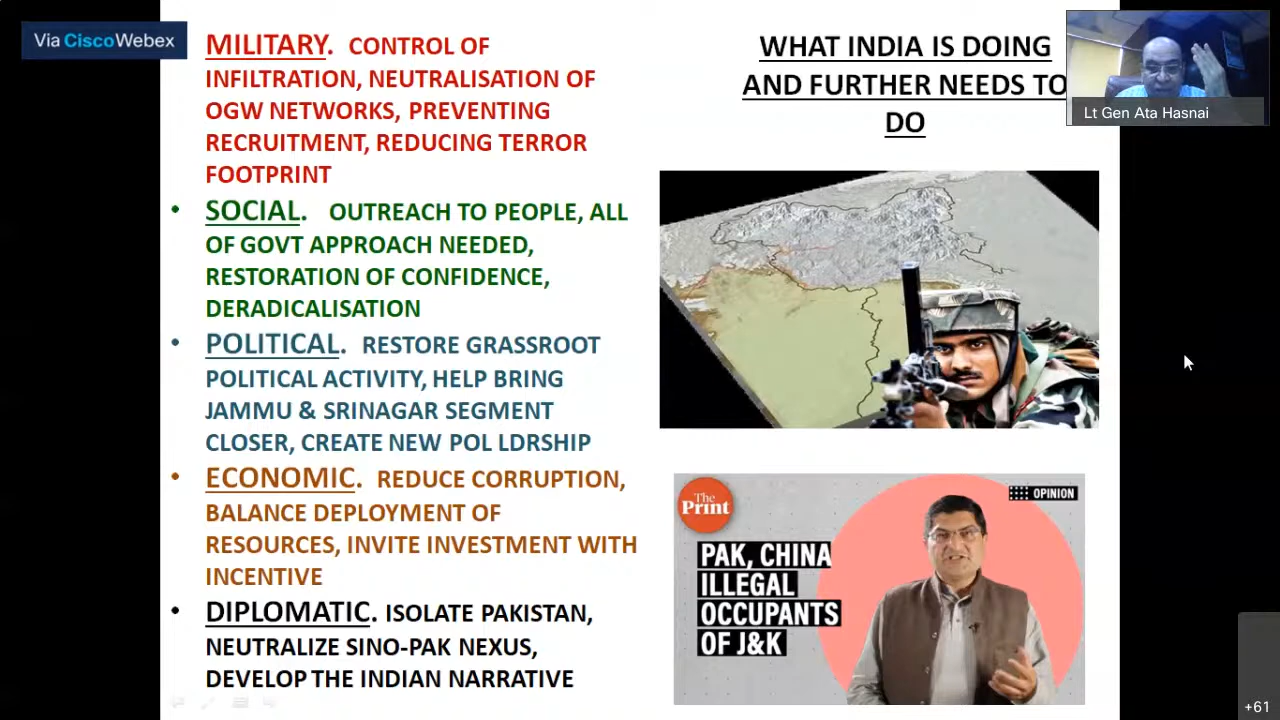 Via Cisco Webex
MILITARY. CONTROL OF
INFILTRATION, NEUTRALISATION OF
OGW NETWORKS, PREVENTING
RECRUITMENT, REDUCING TERROR
FOOTPRINT
• SOCIAL. OUTREACH TO PEOPLE, ALL
OF GOVT APPROACH NEEDED,
RESTORATION OF CONFIDENCE,
DERADICALISATION
• POLITICAL. RESTORE GRASSROOT
POLITICAL ACTIVITY, HELP BRING
JAMMU & SRINAGAR SEGMENT
CLOSER, CREATE NEW POL LDRSHIP
• ECONOMIC. REDUCE CORRUPTION,
BALANCE DEPLOYMENT OF
RESOURCES, INVITE INVESTMENT WITH
INCENTIVE
• DIPLOMATIC. ISOLATE PAKISTAN,
NEUTRALIZE SINO-PAK NEXUS,
DEVELOP THE INDIAN NARRATIVE
WHAT INDIA IS DOING
AND FURTHER NEEDS TO
DO
Lt Gen Ata Hasnai
The
Print
OPINION
PAK, CHINA
ILLEGAL
OCCUPANTS
OF J&K
+61